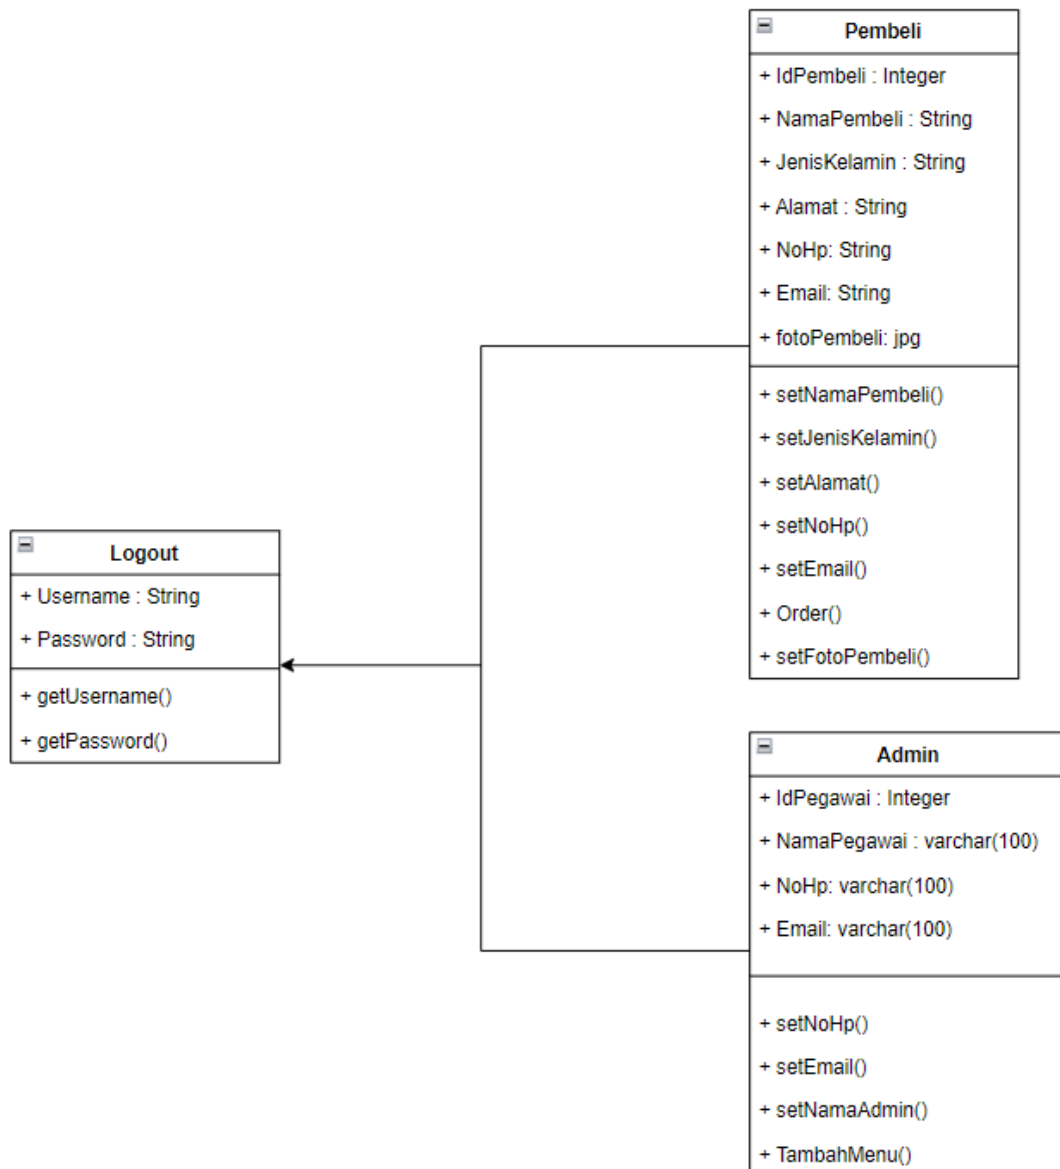 Pembeli
+ IdPembeli : Integer
+ NamaPembeli : String
+ JenisKelamin : String
+ Alamat : String
+ NoHp: String
+ Email: String
+ fotoPembeli: jpg
+ setNamaPembeli()
+ setJenisKelamin()
+ setAlamat()
+ setNoHp()
+ setEmail()
+ Order()
+ setFotoPembeli()
Logout
+ Username : String
+ Password : String
+ getUsername()
+ getPassword()
Admin
+ IdPegawai : Integer
+ NamaPegawai : varchar(100)
+ NoHp: varchar(100)
+ Email: varchar(100)
+ setNoHp()
+ setEmail()
+ setNamaAdmin()
+ TambahMenu()